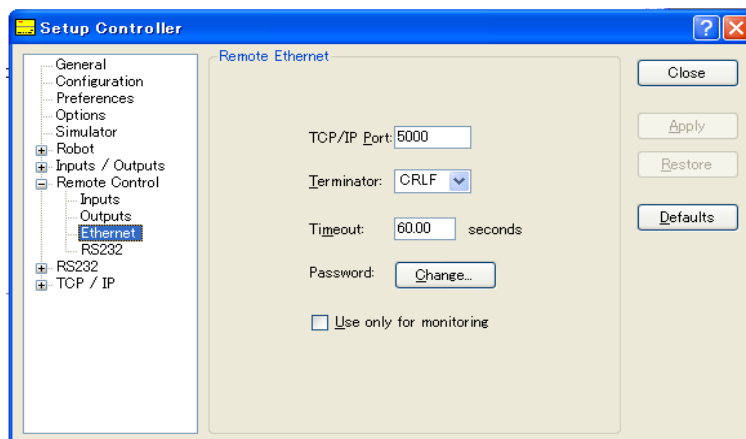 Setup Controller
General
Configuration
Preferences
Options
Simulator
Robot
Inputs / Outputs
Remote Control
Inputs
Outputs
Ethernet
RS232
RS232
TCP / IP
Remote Ethernet
TCP/IP Port: 5000
Terminator: CRLF
Timeout: 60.00 seconds
Password: Change...
Use only for monitoring
Close
Apply
Restore
Defaults